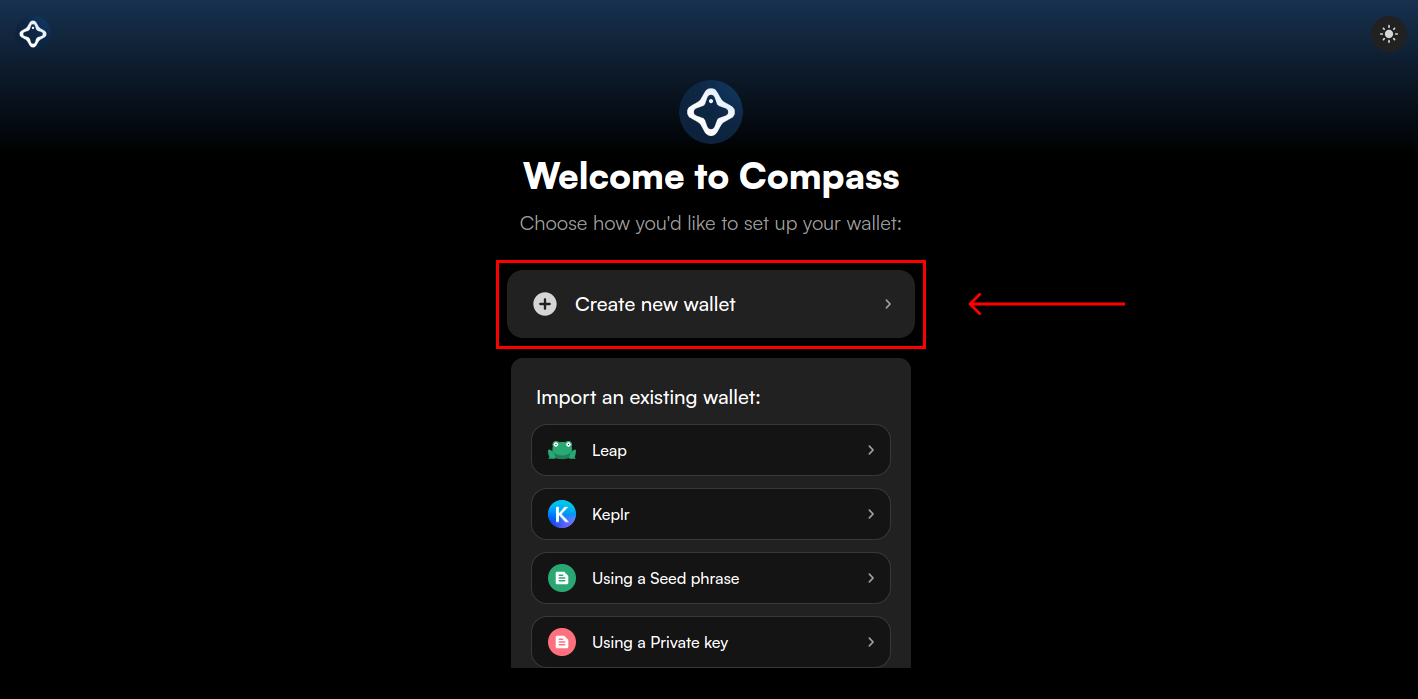 Welcome to Compass
Choose how you'd like to set up your wallet:
Create new wallet
Import an existing wallet:
Leap
K
Keplr
Using a Seed phrase
Using a Private key